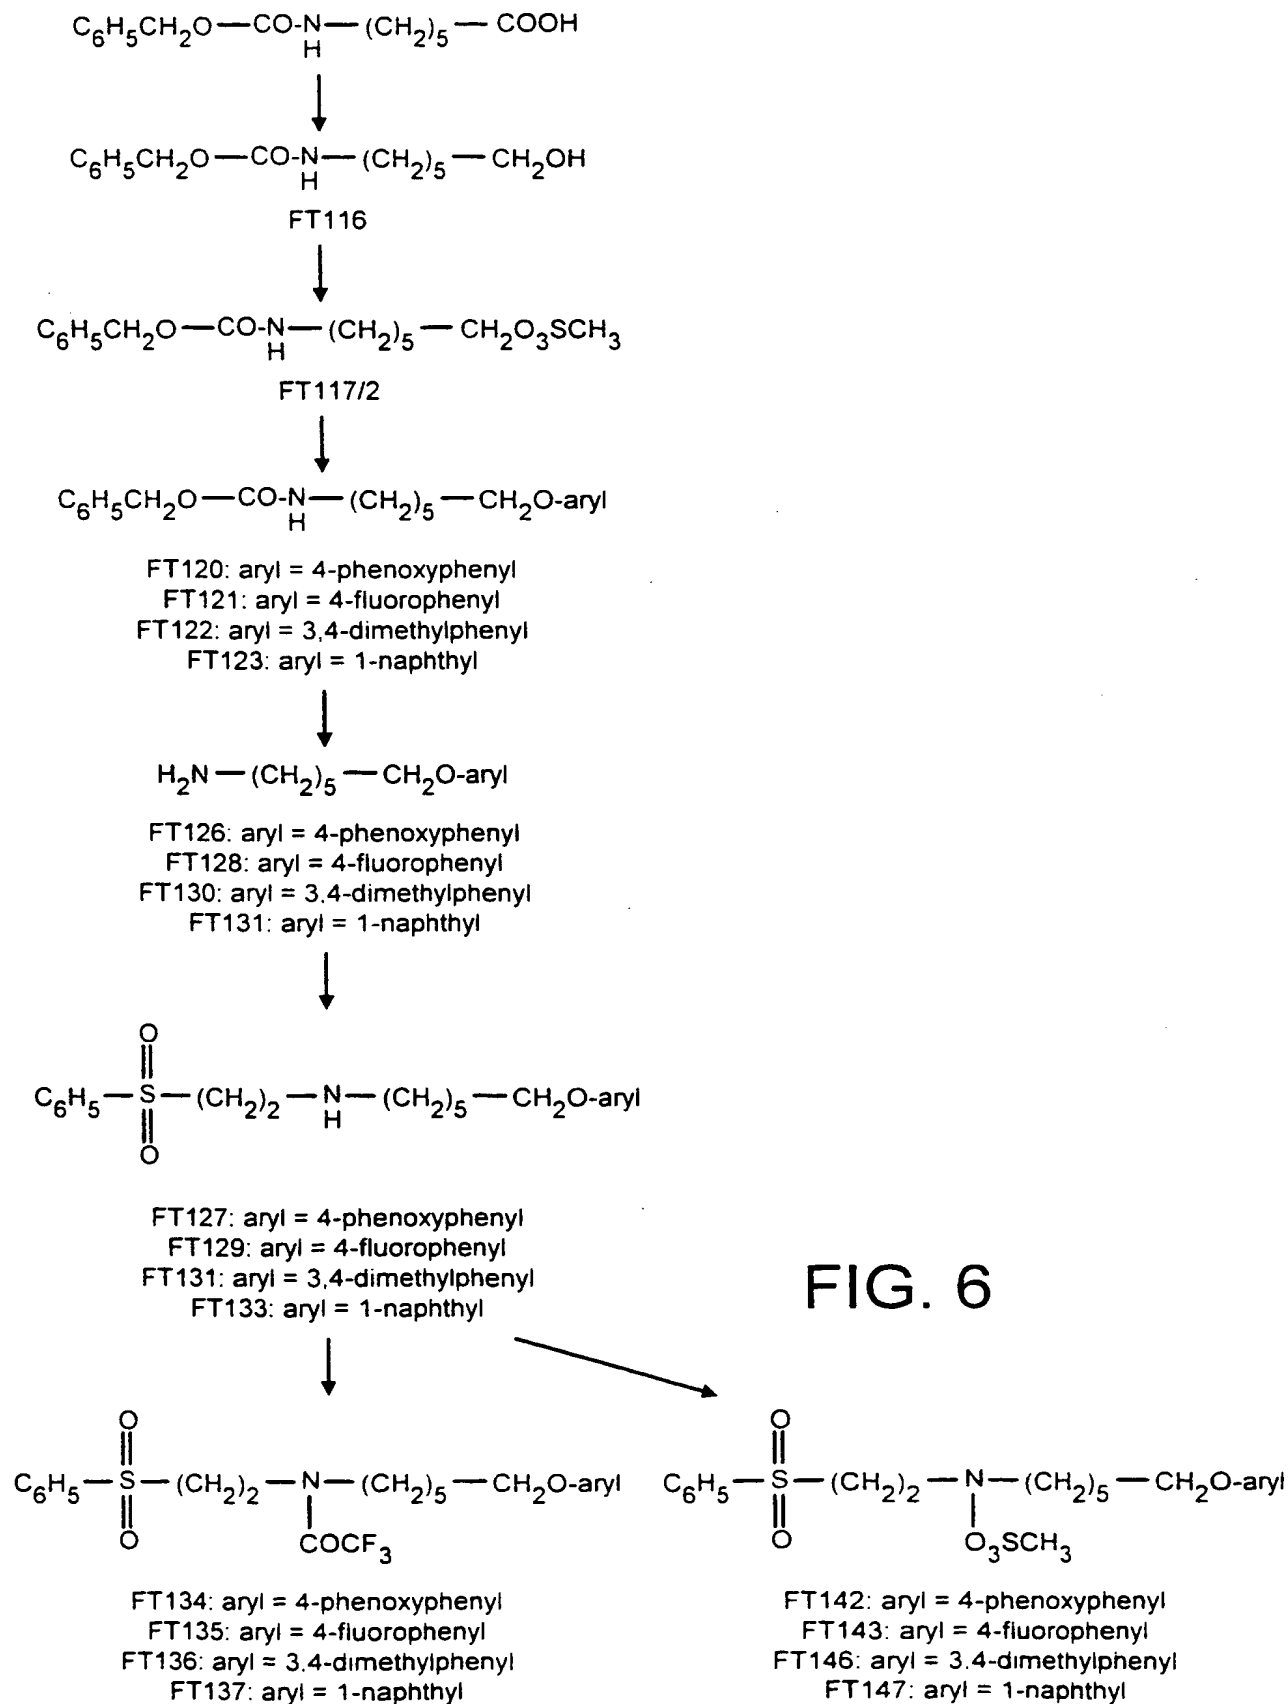 C6H5CH2O—CO-N—(CH2)5—COOH
H
C6H5CH2O—CO-N—(CH2)5—CH2OH
H
FT116
C6H5CH2O—CO-N—(CH2)5—CH2O3SCH3
H
FT117/2
C6H5CH2O—CO-N—(CH2)5—CH2O-aryl
H
FT120: aryl = 4-phenoxyphenyl
FT121: aryl = 4-fluorophenyl
FT122: aryl = 3,4-dimethylphenyl
FT123: aryl = 1-naphthyl
H2N—(CH2)5—CH2O-aryl
FT126: aryl = 4-phenoxyphenyl
FT128: aryl = 4-fluorophenyl
FT130: aryl = 3,4-dimethylphenyl
FT131: aryl = 1-naphthyl
O
C6H5—S—(CH2)2—N—(CH2)5—CH2O-aryl
H
O
FT127: aryl = 4-phenoxyphenyl
FT129: aryl = 4-fluorophenyl
FT131: aryl = 3,4-dimethylphenyl
FT133: aryl = 1-naphthyl
FIG. 6
O
C6H5—S—(CH2)2—N—(CH2)5—CH2O-aryl
O
COCF3
FT134: aryl = 4-phenoxyphenyl
FT135: aryl = 4-fluorophenyl
FT136: aryl = 3,4-dimethylphenyl
FT137: aryl = 1-naphthyl
O
C6H5—S—(CH2)2—N—(CH2)5—CH2O-aryl
O
O3SCH3
FT142: aryl = 4-phenoxyphenyl
FT143: aryl = 4-fluorophenyl
FT146: aryl = 3,4-dimethylphenyl
FT147: aryl = 1-naphthyl